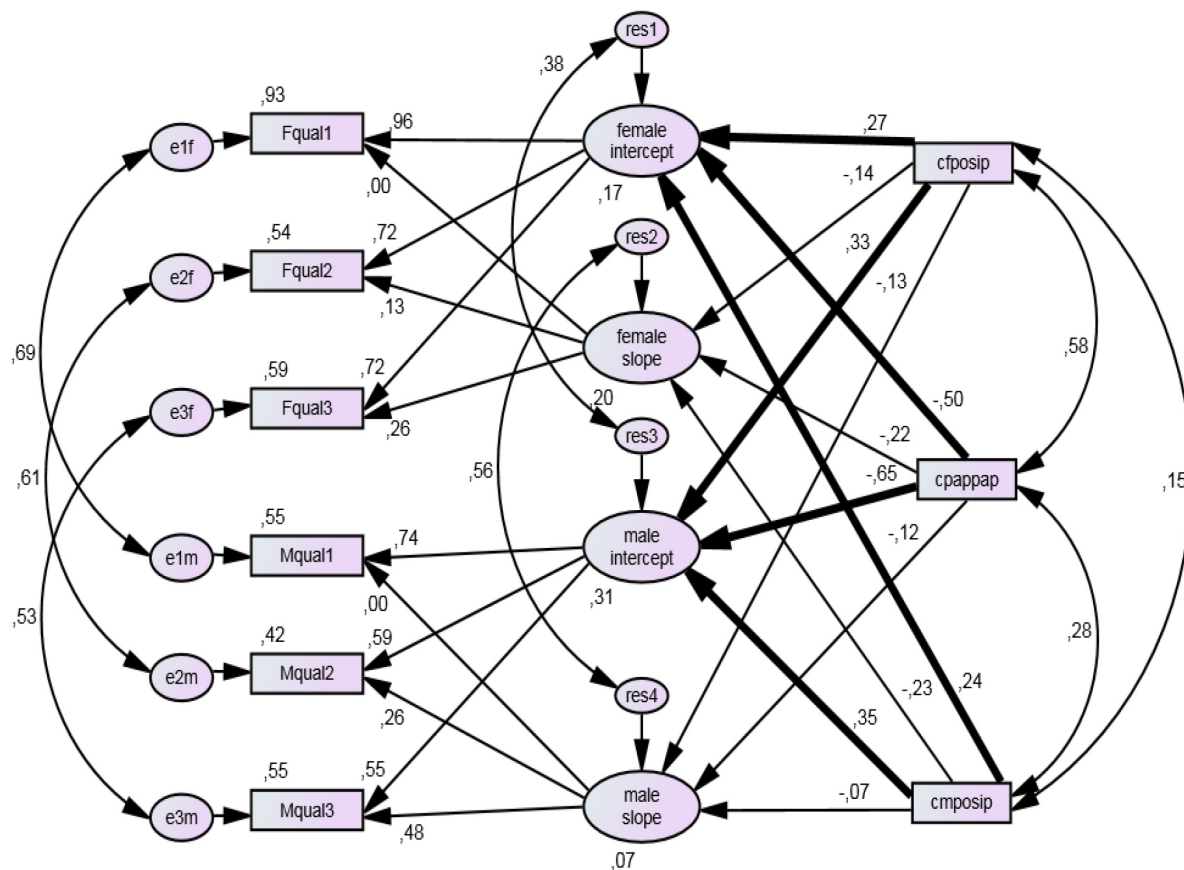 res1
,38
,93
Fqual1
,96
e1f
female
intercept
,27
cfposip
,00
,17
-,14
,54
,72
res2
e2f
Fqual2
,33
-,13
,13
female
slope
,69
,58
,59
,72
e3f
Fqual3
,26
,20
res3
-,50
-,22
,61
,56
-,65
cpappap
,15
,55
,74
e1m
Mqual1
male
intercept
-,12
,00
,31
,53
,42
,59
,28
e2m
Mqual2
res4
-,23
,24
,26
,35
,55
,55
e3m
Mqual3
male
slope
-,07
cmposip
,48
,07